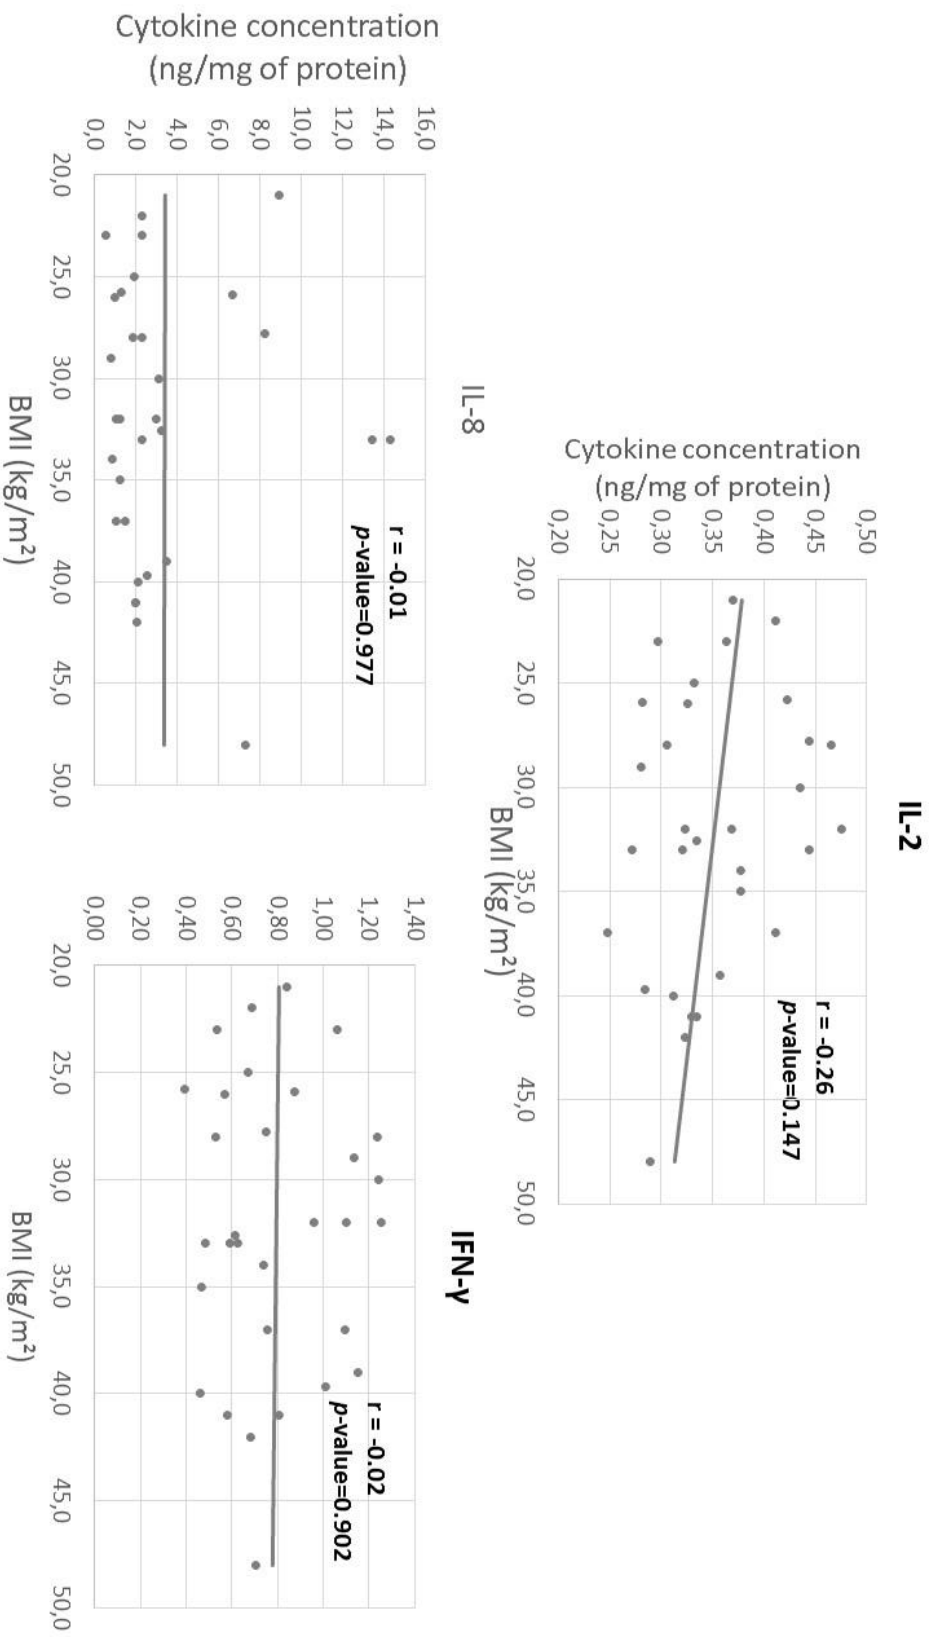 IL-2
Cytokine concentration
(ng/mg of protein)
0,50
0,45
0,40
0,35
0,30
0,25
0,20
20,0
25,0
30,0
35,0
40,0
45,0
50,0
BMI (kg/m²)
r = -0.26
p-value=0.147
IL-8
Cytokine concentration
(ng/mg of protein)
16,0
14,0
12,0
10,0
8,0
6,0
4,0
2,0
0,0
20,0
25,0
30,0
35,0
40,0
45,0
50,0
BMI (kg/m²)
r = -0.01
p-value=0.977
IFN-γ
1,40
1,20
1,00
0,80
0,60
0,40
0,20
0,00
20,0
25,0
30,0
35,0
40,0
45,0
50,0
BMI (kg/m²)
r = -0.02
p-value=0.902